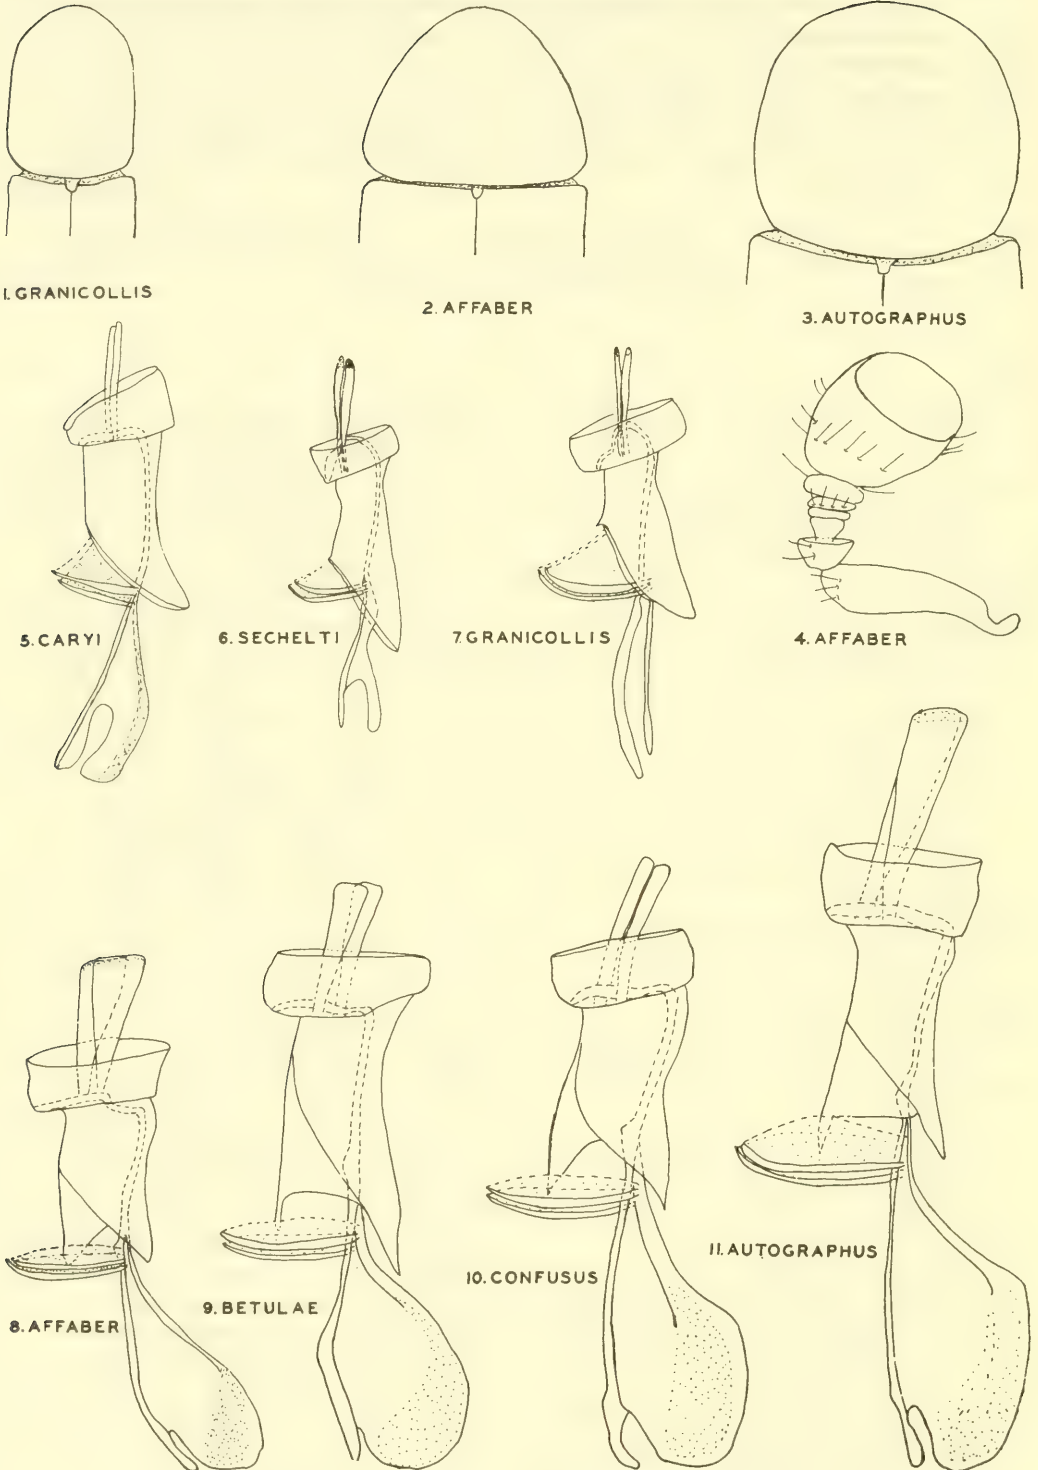 1. GRANICOLLIS
2. AFFABER
3. AUTOGRAPHUS
5. CARYI
6. SECHELTI
7. GRANICOLLIS
4. AFFABER
8. AFFABER
9. BETULAE
10. CONFUSUS
11. AUTOGRAPHUS